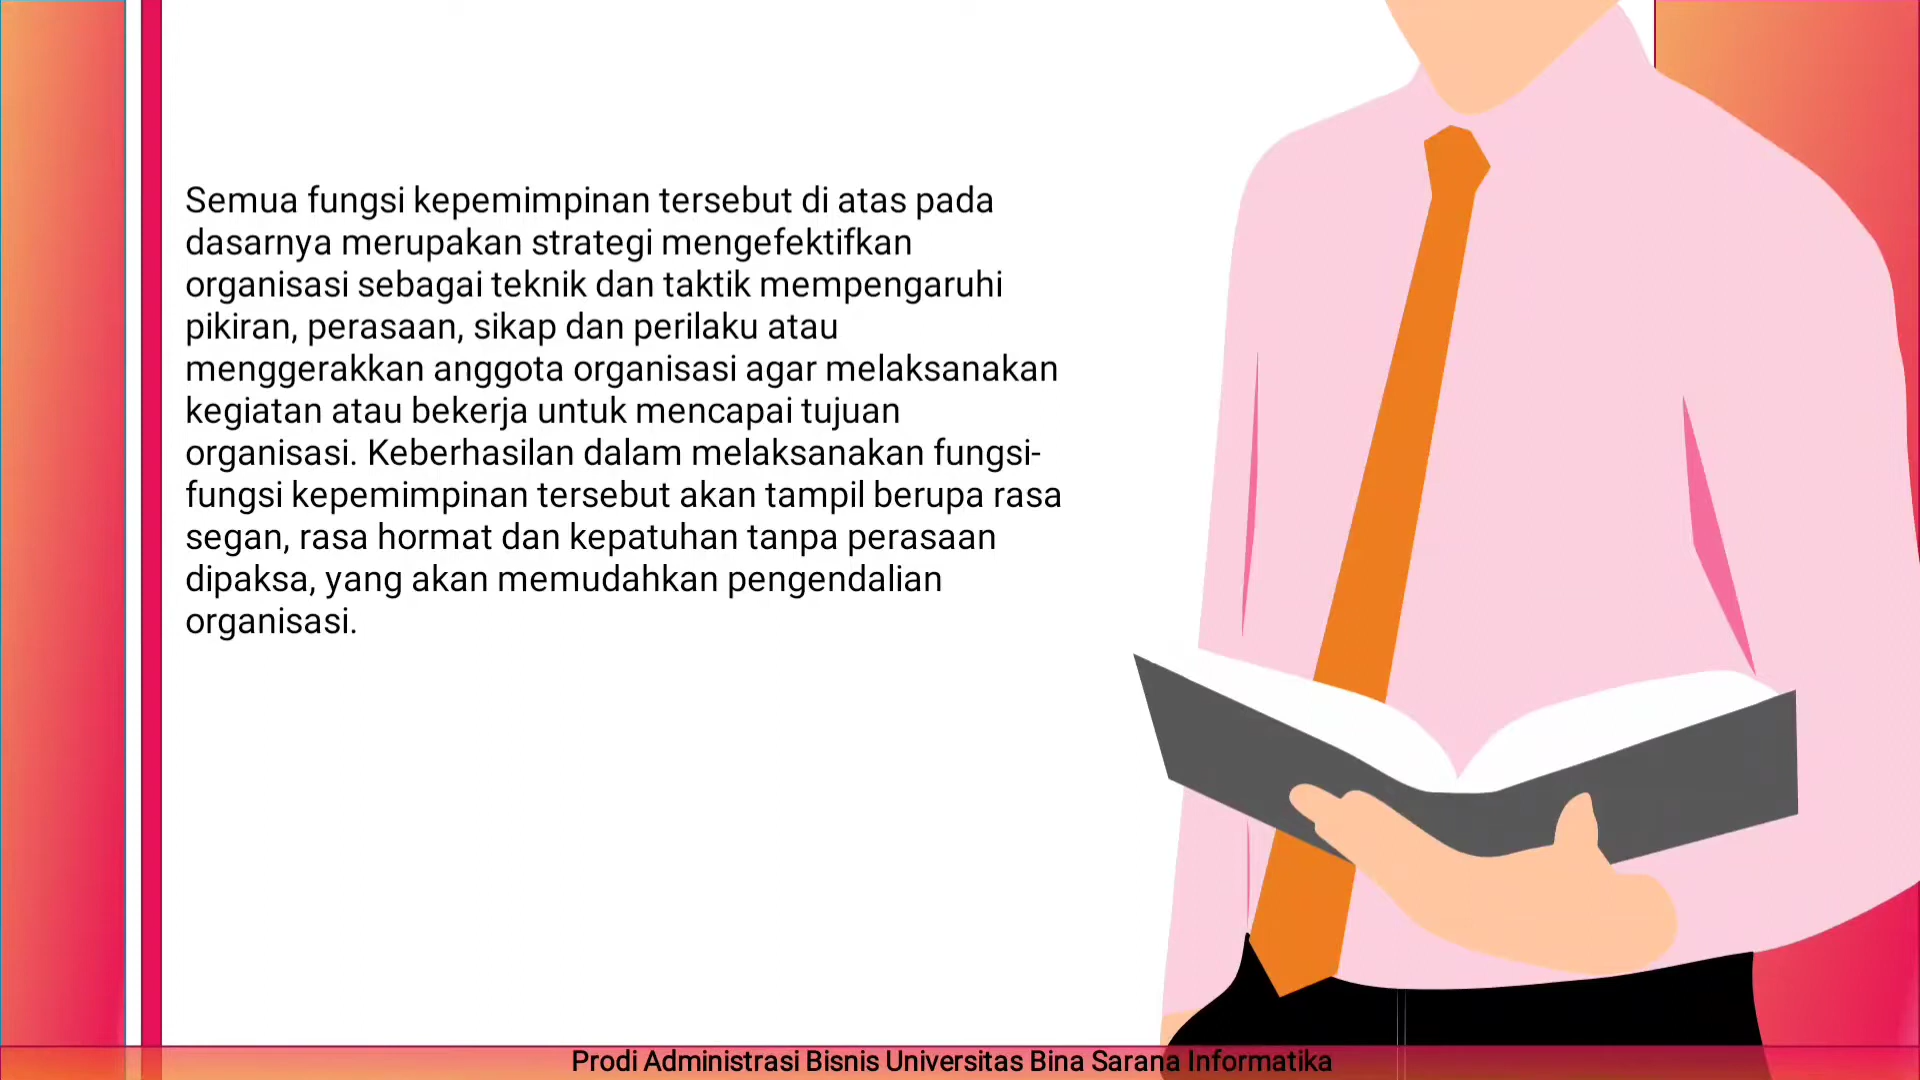 Semua fungsi kepemimpinan tersebut di atas pada
dasarnya merupakan strategi mengefektifkan
organisasi sebagai teknik dan taktik mempengaruhi
pikiran, perasaan, sikap dan perilaku atau
menggerakkan anggota organisasi agar melaksanakan
kegiatan atau bekerja untuk mencapai tujuan
organisasi. Keberhasilan dalam melaksanakan fungsi-
fungsi kepemimpinan tersebut akan tampil berupa rasa
segan, rasa hormat dan kepatuhan tanpa perasaan
dipaksa, yang akan memudahkan pengendalian
organisasi.
Prodi Administrasi Bisnis Universitas Bina Sarana Informatika